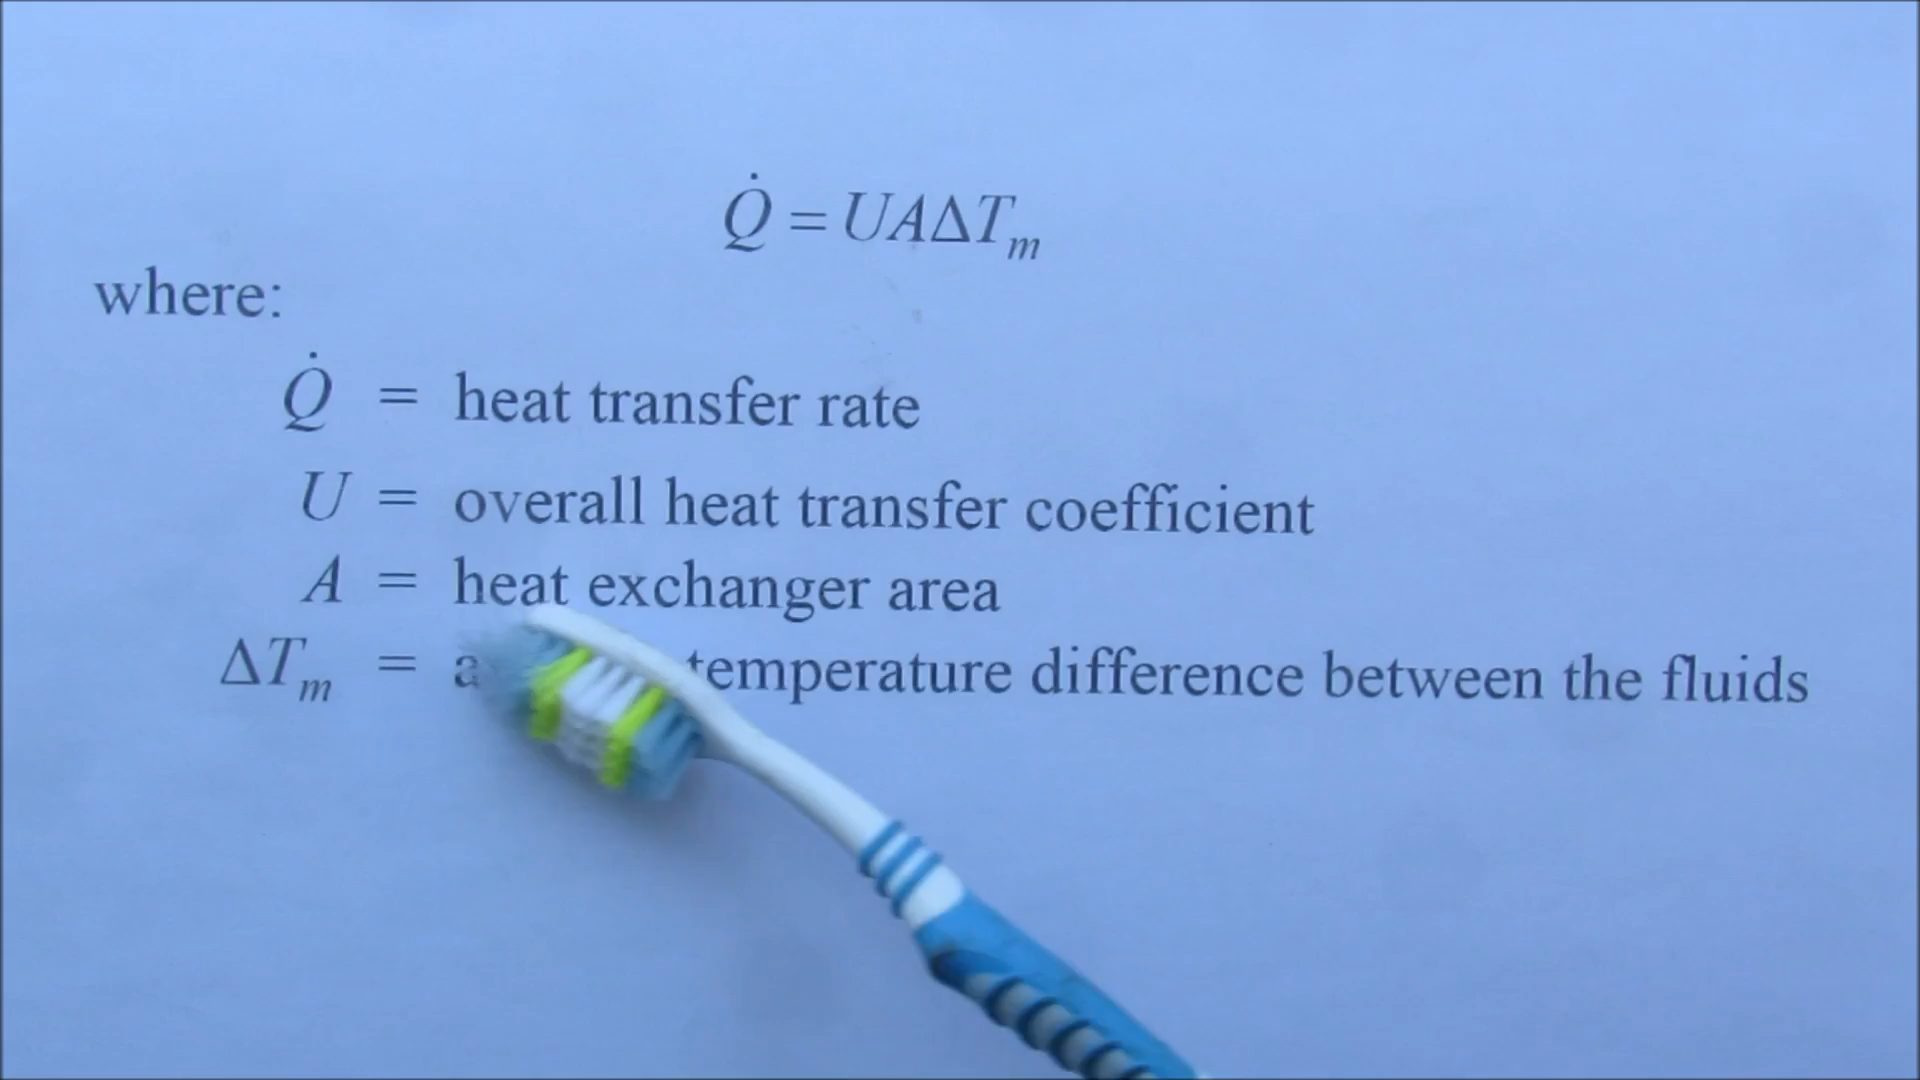 Q̇ = UAΔTm
where:
Q̇ = heat transfer rate
U = overall heat transfer coefficient
A = heat exchanger area
ΔTm = temperature difference between the fluids